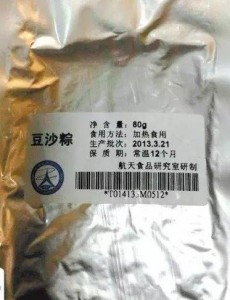 豆沙粽
净 含 量：80g
食用方法：加热食用
生产批次：2013.3.21
保 质 期：常温12个月
航天食品研究室研制
*T01413.M0512*